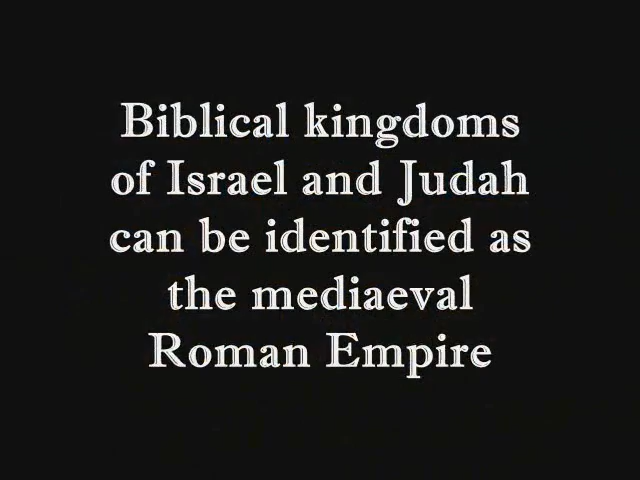 Biblical kingdoms
of Israel and Judah
can be identified as
the mediaeval
Roman Empire